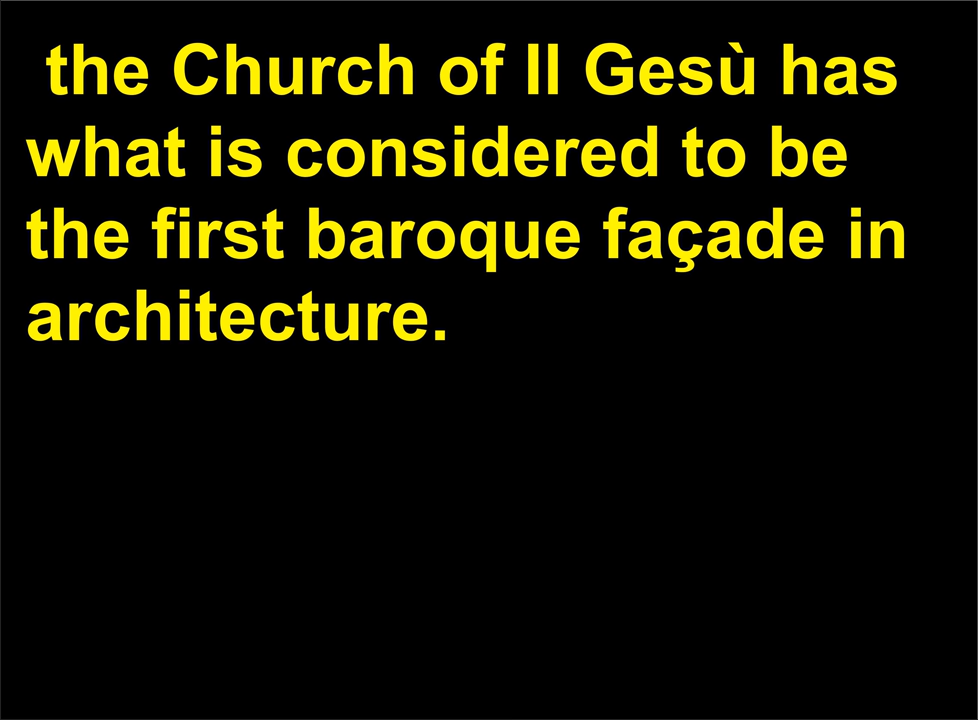 the Church of Il Gesù has
what is considered to be
the first baroque façade in
architecture.